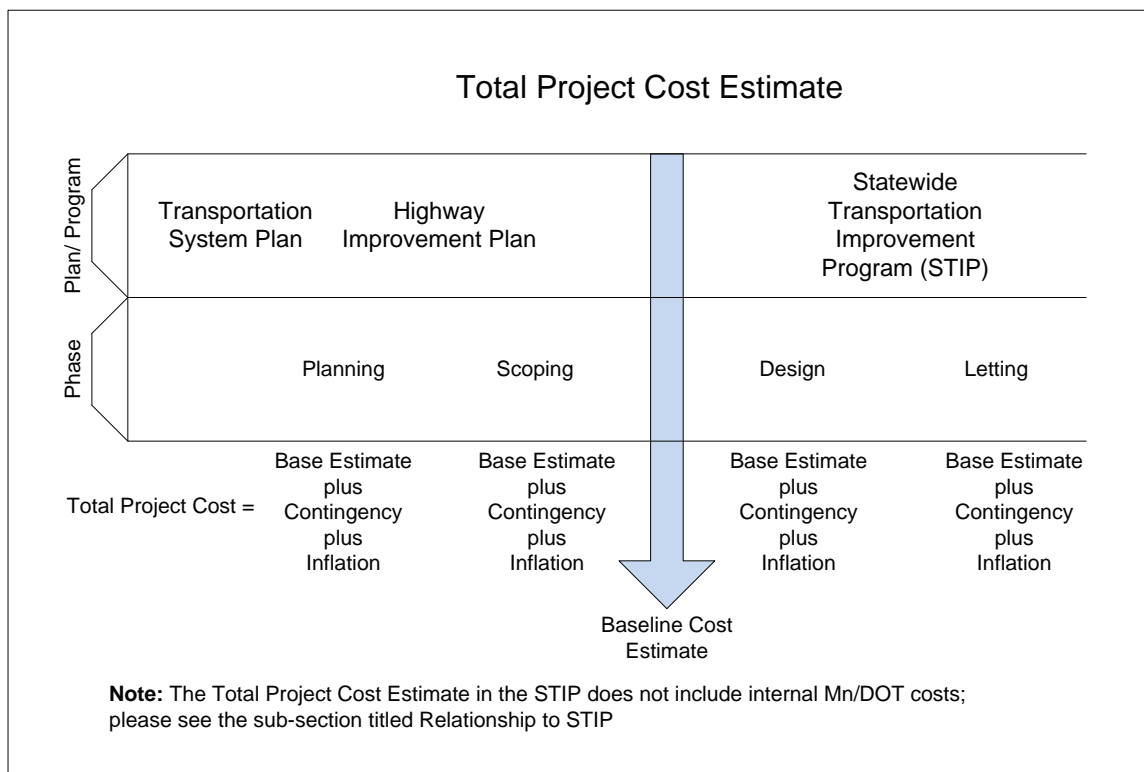 Total Project Cost Estimate
Plan/ Program
Transportation
System Plan
Highway
Improvement Plan
Statewide
Transportation
Improvement
Program (STIP)
Phase
Planning
Scoping
Design
Letting
Total Project Cost =
Base Estimate
plus
Contingency
plus
Inflation
Base Estimate
plus
Contingency
plus
Inflation
Base Estimate
plus
Contingency
plus
Inflation
Base Estimate
plus
Contingency
plus
Inflation
Baseline Cost
Estimate
Note: The Total Project Cost Estimate in the STIP does not include internal Mn/DOT costs;
please see the sub-section titled Relationship to STIP